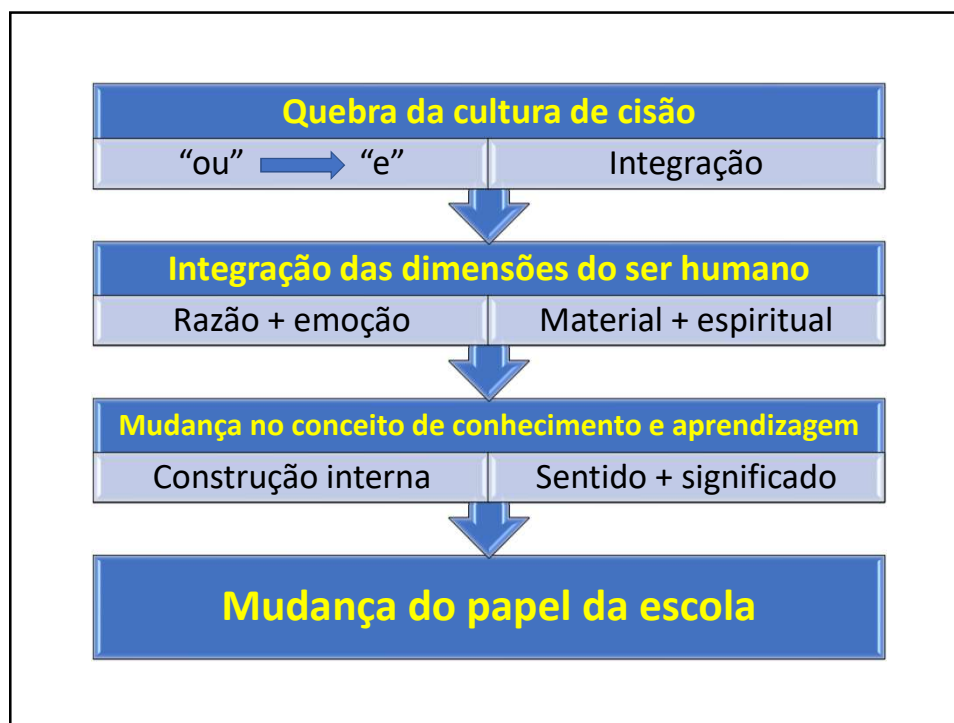 Quebra da cultura de cisão
“ou” “e” Integração
Integração das dimensões do ser humano
Razão + emoção Material + espiritual
Mudança no conceito de conhecimento e aprendizagem
Construção interna Sentido + significado
Mudança do papel da escola